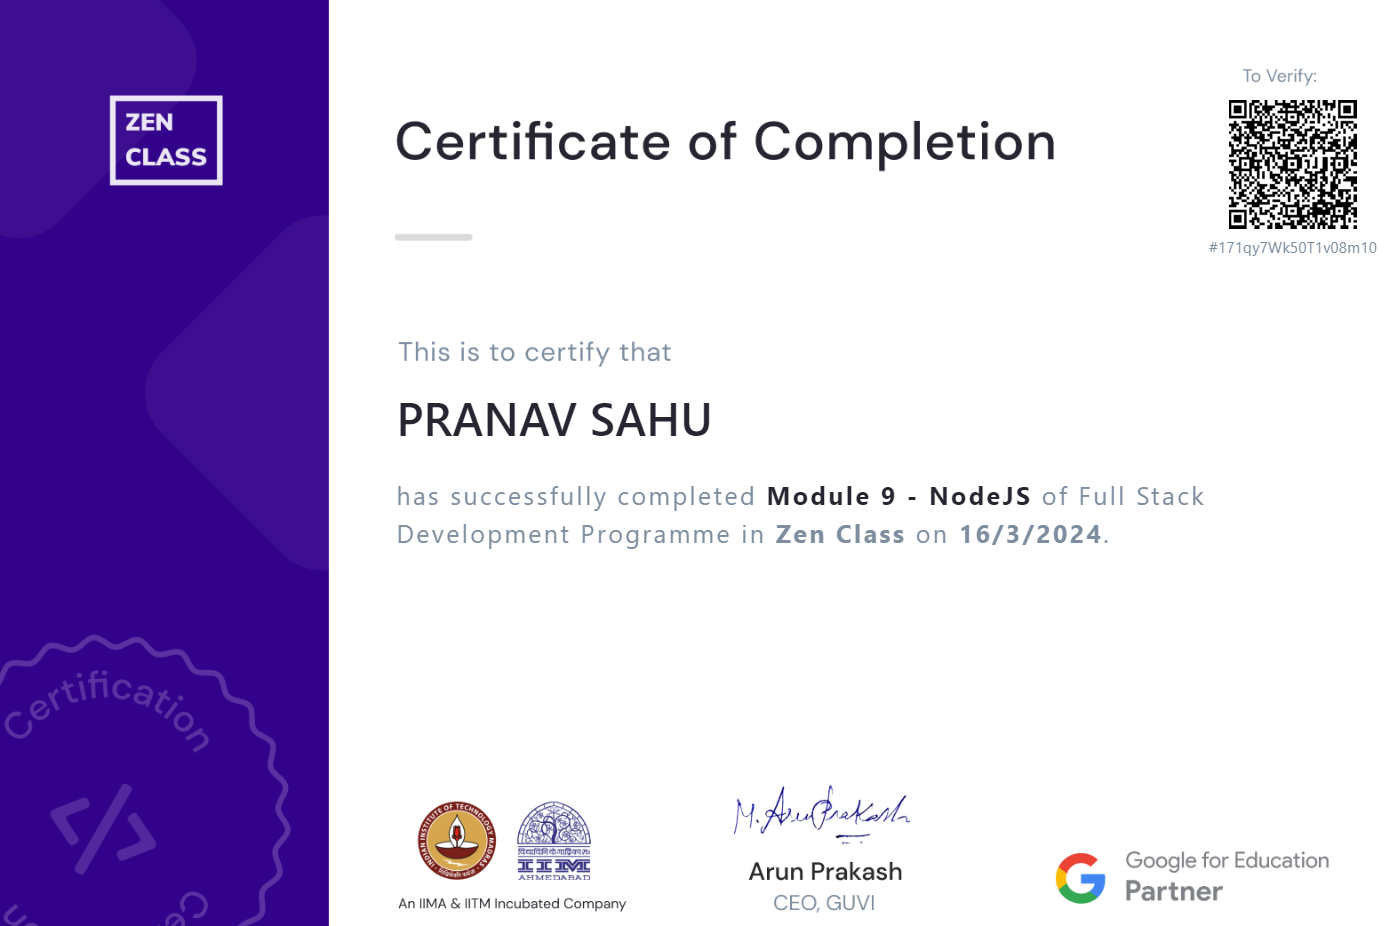 ZEN
CLASS
Certificate of Completion
To Verify:
#171qy7Wk50T1v08m10
This is to certify that
PRANAV SAHU
has successfully completed Module 9 - NodeJS of Full Stack
Development Programme in Zen Class on 16/3/2024.
Certification
</>
INDIAN INSTITUTE OF TECHNOLOGY MADRAS
IIM
AHMEDABAD
An IIMA & IITM Incubated Company
M. Arun Prakash
Arun Prakash
CEO, GUVI
Google for Education
Partner